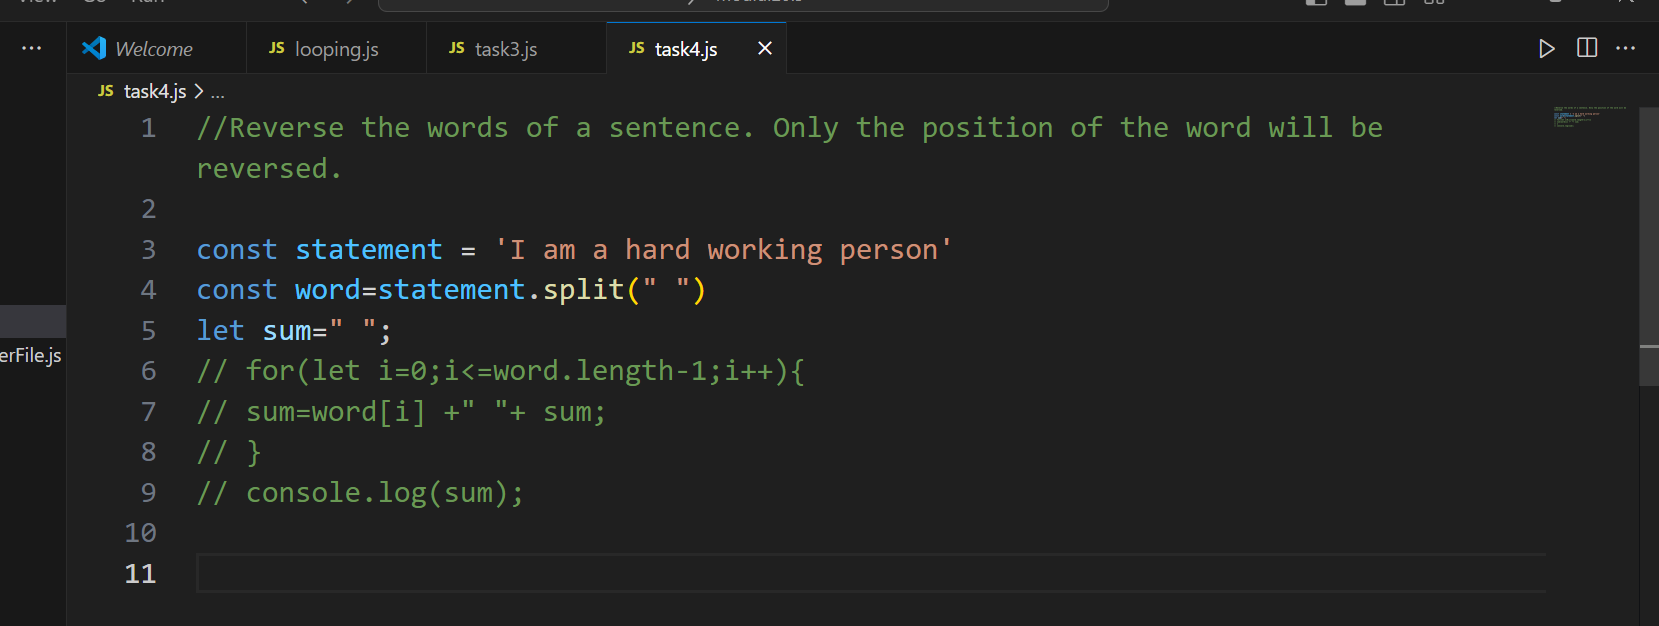 Welcome
JS looping.js
JS task3.js
JS task4.js
JS task4.js > ...
1 //Reverse the words of a sentence. Only the position of the word will be
reversed.
2
3 const statement = 'I am a hard working person'
4 const word=statement.split(" ")
5 let sum=" ";
6 // for(let i=0;i<=word.length-1;i++){
7 // sum=word[i] +" "+ sum;
8 // }
9 // console.log(sum);
10
11
erFile.js